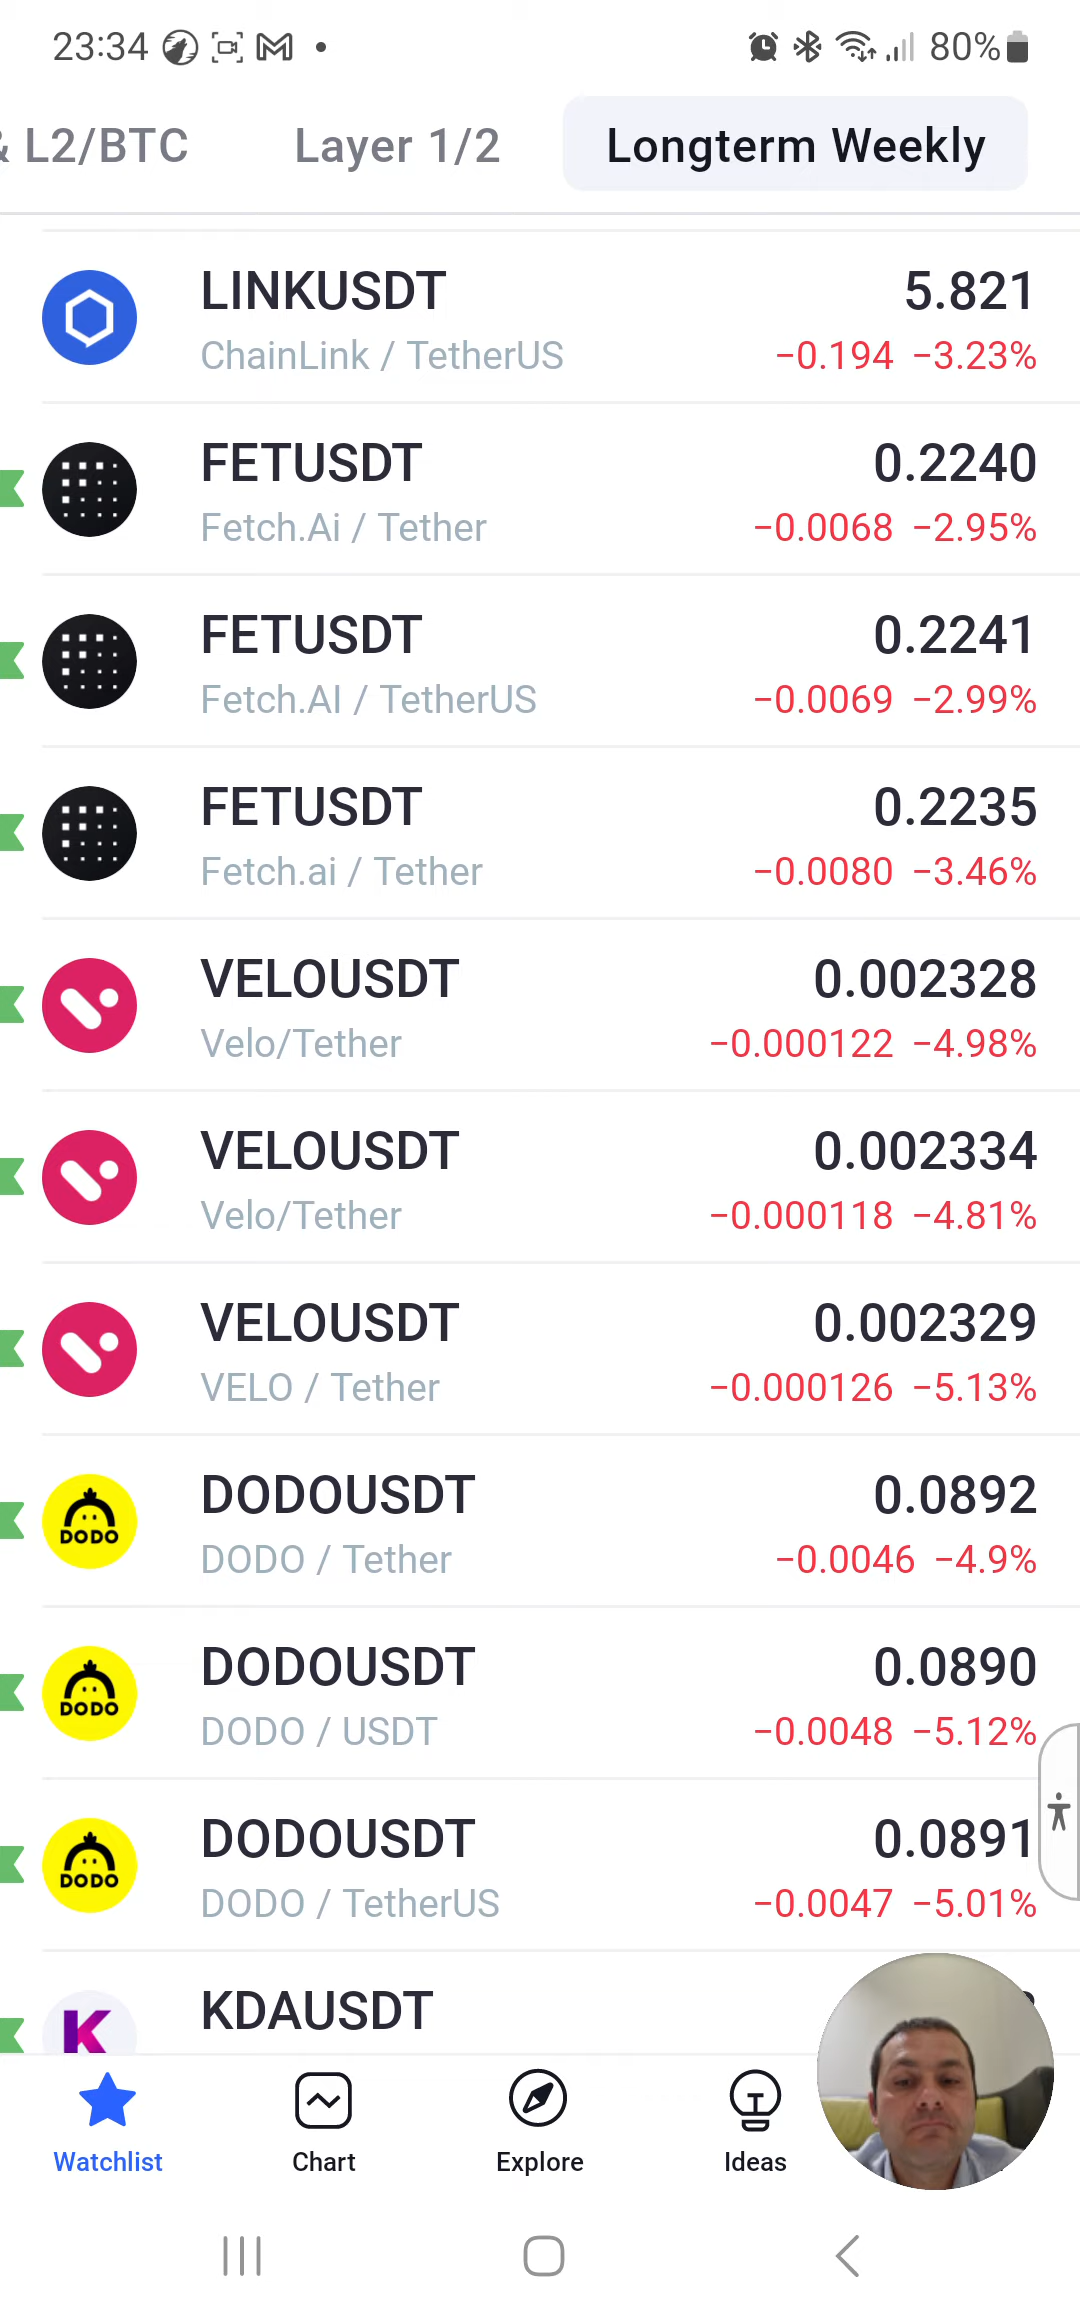 23:34 80%
& L2/BTC Layer 1/2 Longterm Weekly
LINKUSDT 5.821
ChainLink / TetherUS −0.194 −3.23%
FETUSDT 0.2240
Fetch.Ai / Tether −0.0068 −2.95%
FETUSDT 0.2241
Fetch.AI / TetherUS −0.0069 −2.99%
FETUSDT 0.2235
Fetch.ai / Tether −0.0080 −3.46%
VELOUSDT 0.002328
Velo/Tether −0.000122 −4.98%
VELOUSDT 0.002334
Velo/Tether −0.000118 −4.81%
VELOUSDT 0.002329
VELO / Tether −0.000126 −5.13%
DODOUSDT 0.0892
DODO
DODO / Tether −0.0046 −4.9%
DODOUSDT 0.0890
DODO
DODO / USDT −0.0048 −5.12%
DODOUSDT 0.0891
DODO
DODO / TetherUS −0.0047 −5.01%
KDAUSDT
Watchlist Chart Explore Ideas